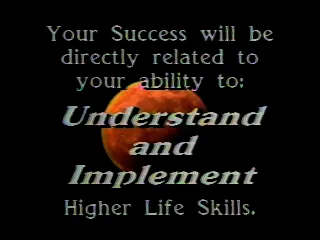 Your Success will be
directly related to
your ability to:
Understand
and
Implement
Higher Life Skills.